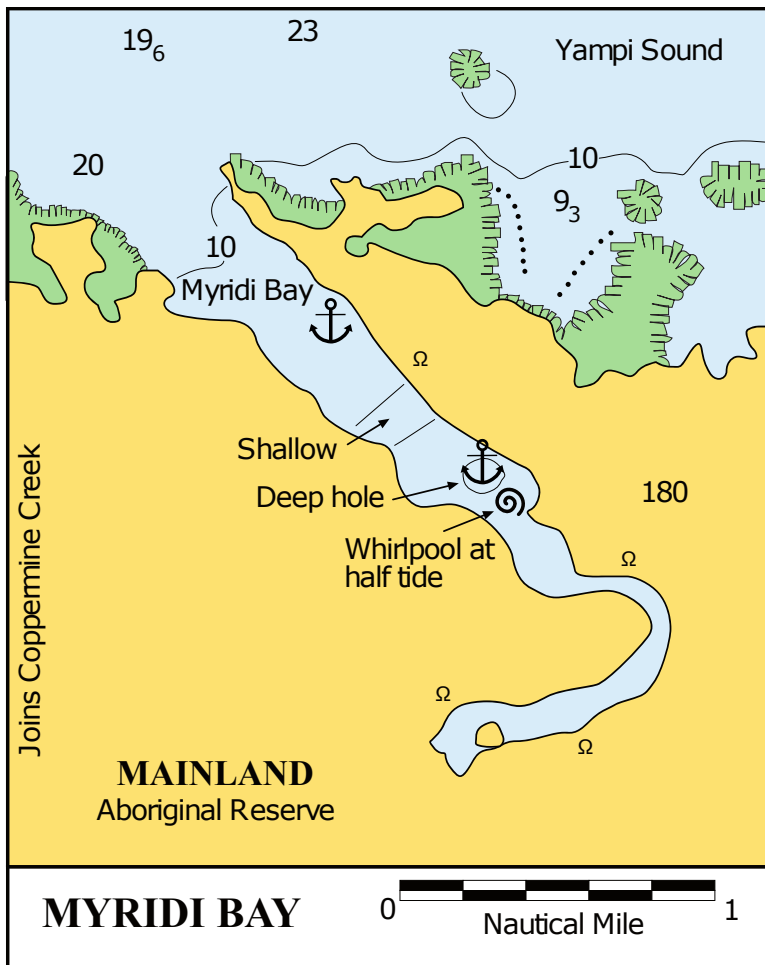 19₆
23
Yampi Sound
20
10
9₃
10
Myridi Bay
Ω
Shallow
Deep hole
180
Whirlpool at
half tide
Ω
Joins Coppermine Creek
Ω
Ω
MAINLAND
Aboriginal Reserve
MYRIDI BAY
0
1
Nautical Mile